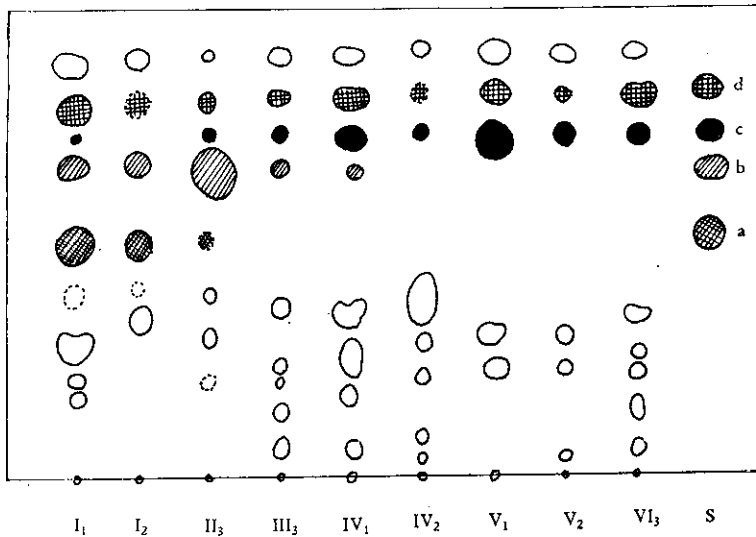 d
c
b
a
I₁ I₂ II₃ III₃ IV₁ IV₂ V₁ V₂ VI₃ S